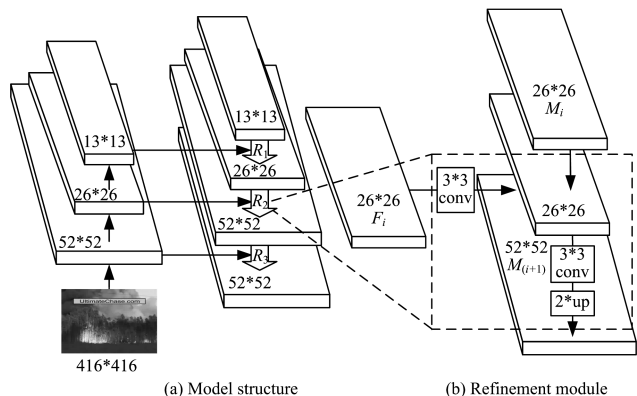 13*13
26*26
52*52
UltimateChase.com
416*416
13*13
R1
26*26
R2
52*52
R3
52*52
26*26
Fi
3*3
conv
26*26
Mi
26*26
52*52
M(i+1)
3*3
conv
2*up
(a) Model structure
(b) Refinement module